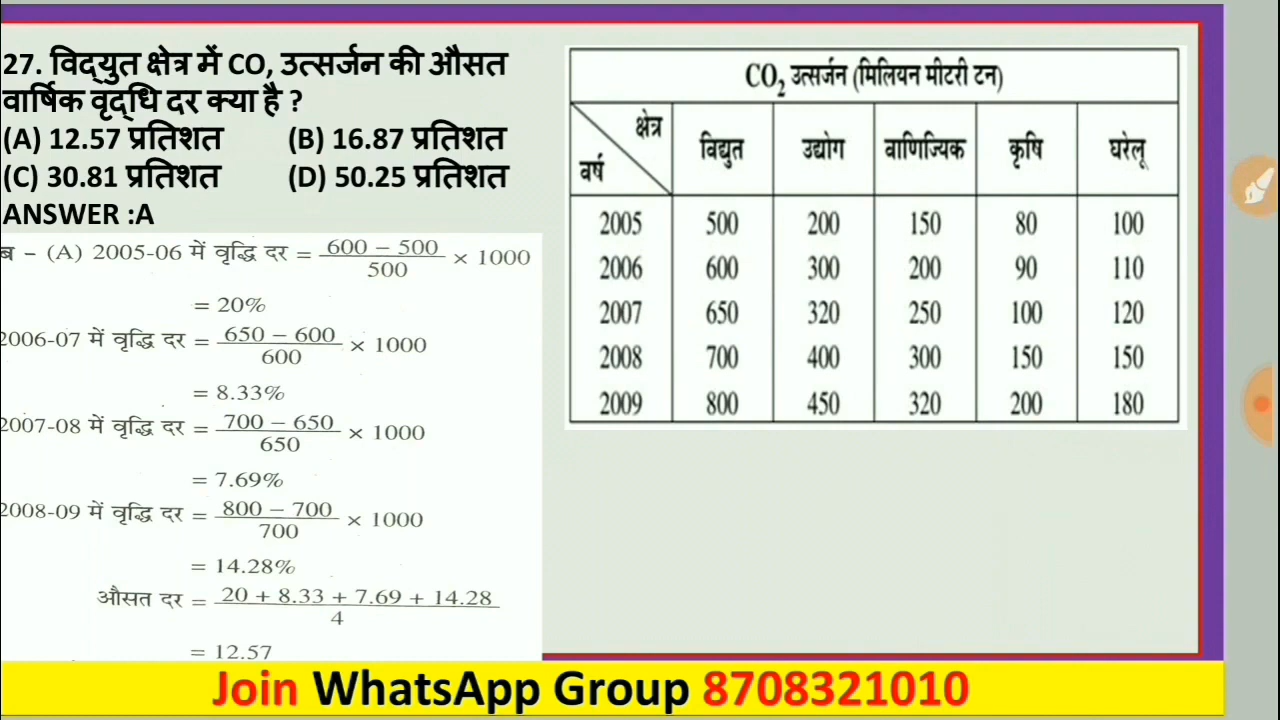 27. विद्युत क्षेत्र में CO, उत्सर्जन की औसत
वार्षिक वृद्धि दर क्या है ?
(A) 12.57 प्रतिशत (B) 16.87 प्रतिशत
(C) 30.81 प्रतिशत (D) 50.25 प्रतिशत
ANSWER :A
ब – (A) 2005-06 में वृद्धि दर = 600 – 500
500
× 1000
= 20%
2006-07 में वृद्धि दर = 650 – 600
600
× 1000
= 8.33%
2007-08 में वृद्धि दर = 700 – 650
650
× 1000
= 7.69%
2008-09 में वृद्धि दर = 800 – 700
700
× 1000
= 14.28%
औसत दर = 20 + 8.33 + 7.69 + 14.28
4
= 12.57
CO₂ उत्सर्जन (मिलियन मीटरी टन)
क्षेत्र
वर्ष
विद्युत उद्योग वाणिज्यिक कृषि घरेलू
2005 500 200 150 80 100
2006 600 300 200 90 110
2007 650 320 250 100 120
2008 700 400 300 150 150
2009 800 450 320 200 180
Join WhatsApp Group 8708321010